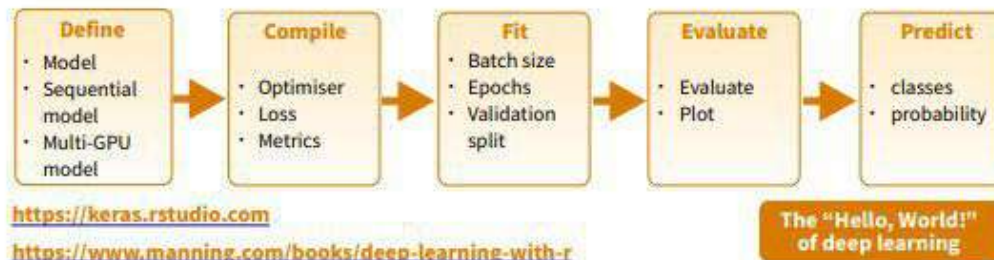 Define
• Model
• Sequential
model
• Multi-GPU
model
Compile
• Optimiser
• Loss
• Metrics
Fit
• Batch size
• Epochs
• Validation
split
Evaluate
• Evaluate
• Plot
Predict
• classes
• probability
https://keras.rstudio.com
https://www.manning.com/books/deep-learning-with-r
The “Hello, World!”
of deep learning